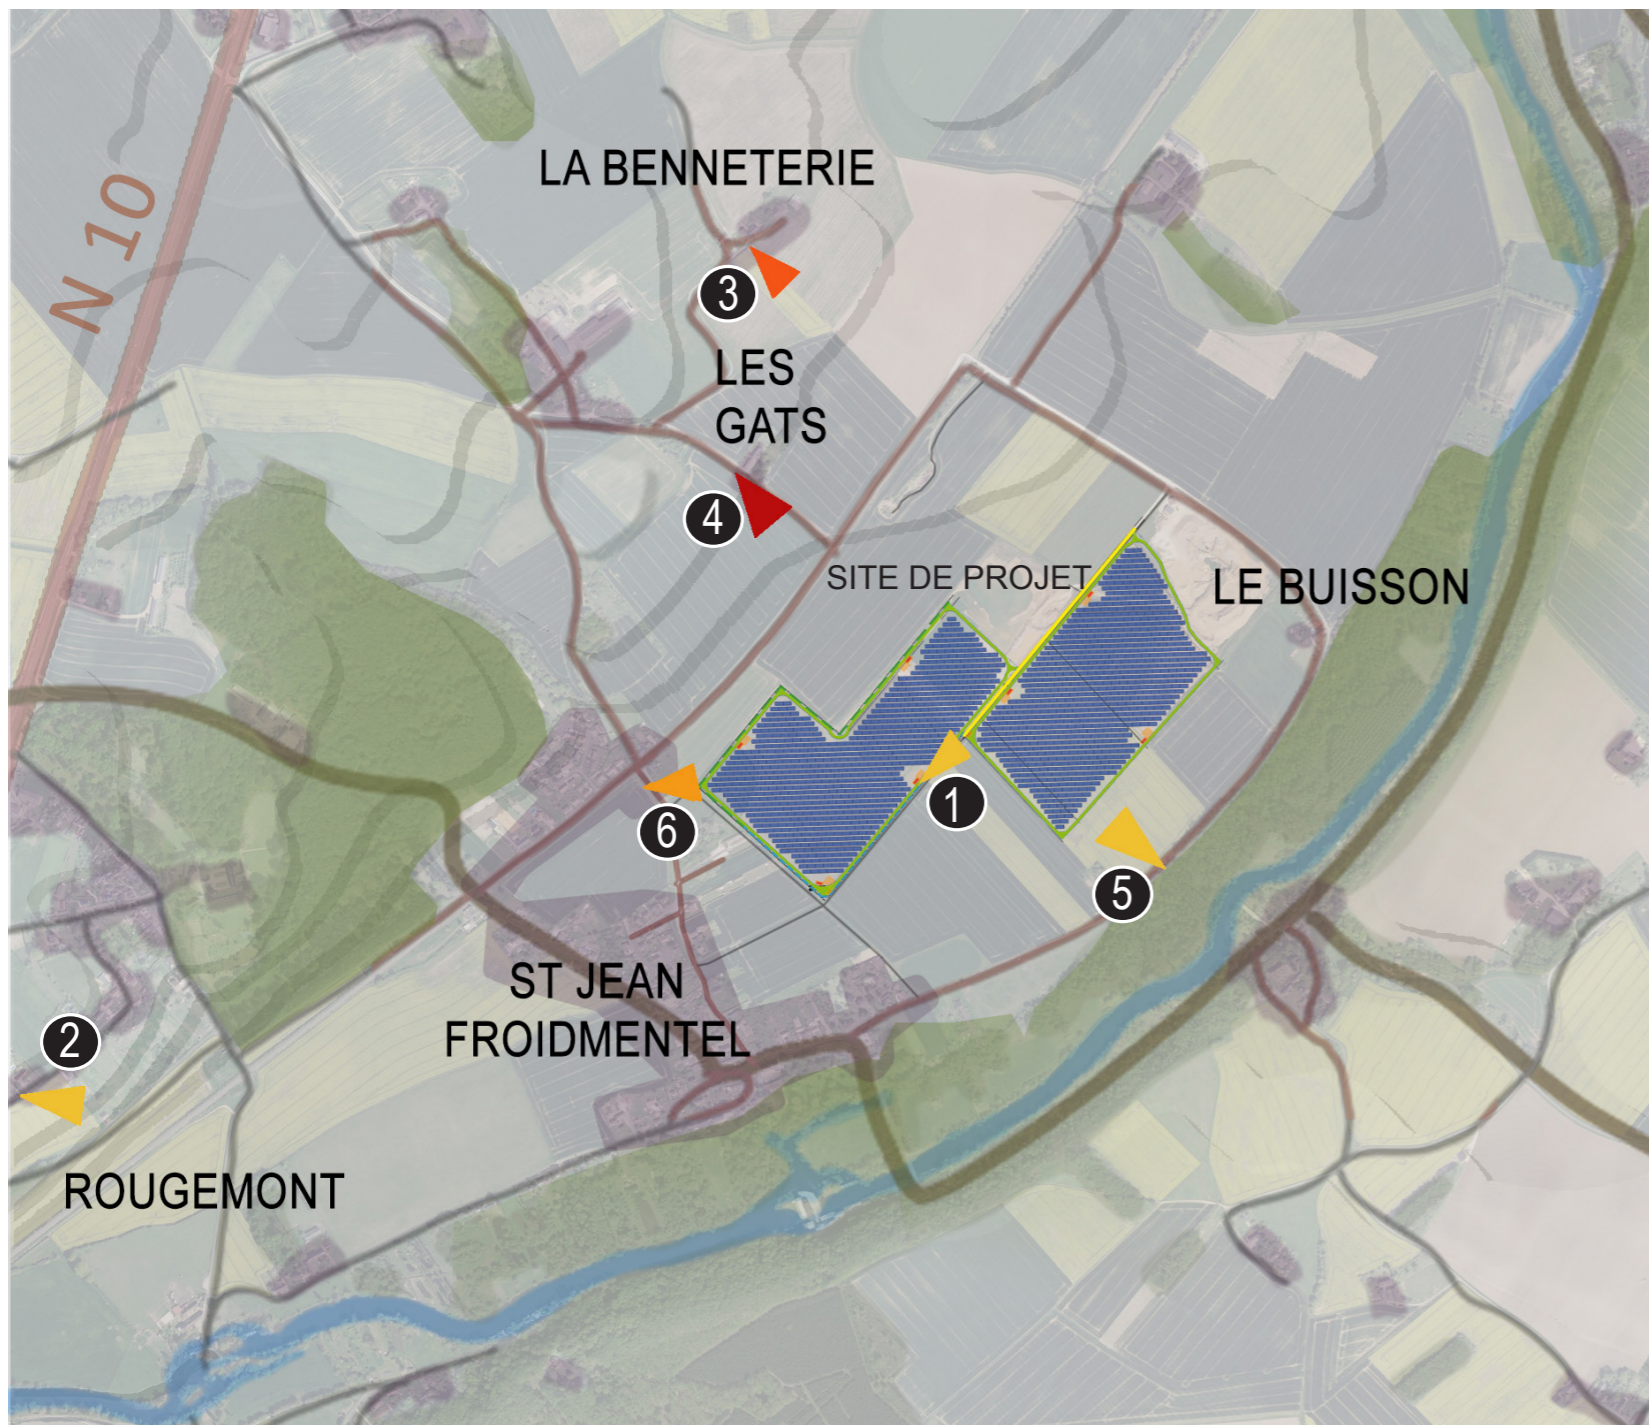 LA BENNETERIE
N 10
3
LES
GATS
4
SITE DE PROJET
LE BUISSON
1
6
5
ST JEAN
FROIDMENTEL
2
ROUGEMONT